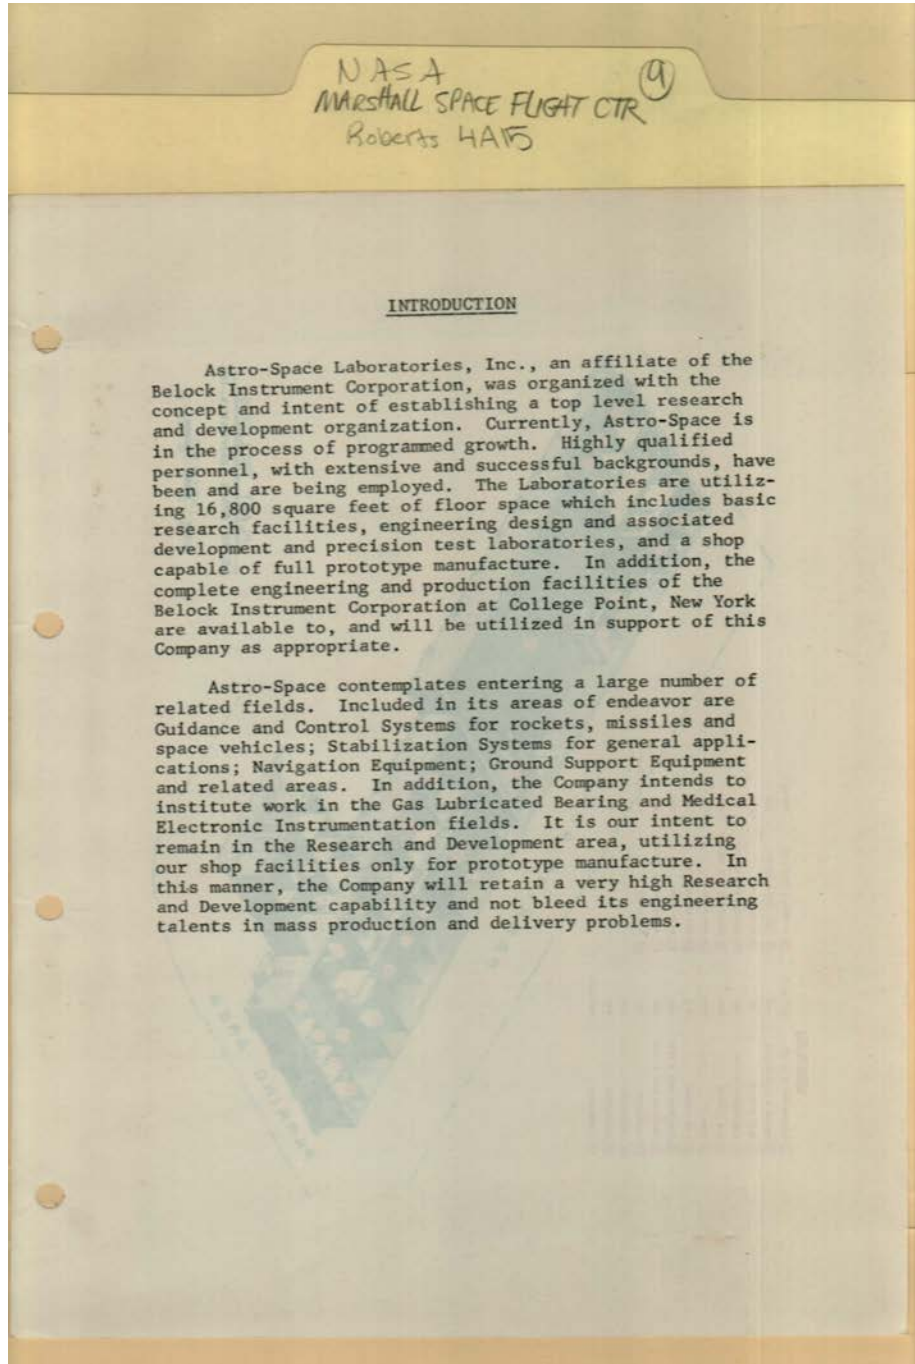 NASA
MARSHALL SPACE FLIGHT CTR
9
Roberts 4A15
INTRODUCTION
Astro-Space Laboratories, Inc., an affiliate of the
Belock Instrument Corporation, was organized with the
concept and intent of establishing a top level research
and development organization. Currently, Astro-Space is
in the process of programmed growth. Highly qualified
personnel, with extensive and successful backgrounds, have
been and are being employed. The Laboratories are utiliz-
ing 16,800 square feet of floor space which includes basic
research facilities, engineering design and associated
development and precision test laboratories, and a shop
capable of full prototype manufacture. In addition, the
complete engineering and production facilities of the
Belock Instrument Corporation at College Point, New York
are available to, and will be utilized in support of this
Company as appropriate.
Astro-Space contemplates entering a large number of
related fields. Included in its areas of endeavor are
Guidance and Control Systems for rockets, missiles and
space vehicles; Stabilization Systems for general appli-
cations; Navigation Equipment; Ground Support Equipment
and related areas. In addition, the Company intends to
institute work in the Gas Lubricated Bearing and Medical
Electronic Instrumentation fields. It is our intent to
remain in the Research and Development area, utilizing
our shop facilities only for prototype manufacture. In
this manner, the Company will retain a very high Research
and Development capability and not bleed its engineering
talents in mass production and delivery problems.